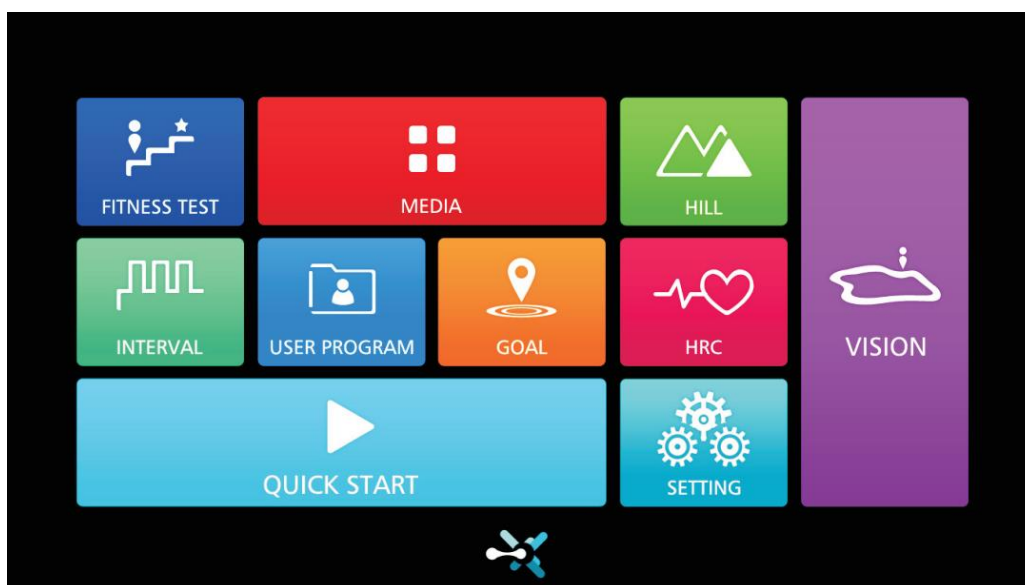 FITNESS TEST
MEDIA
HILL
INTERVAL
USER PROGRAM
GOAL
HRC
VISION
QUICK START
SETTING